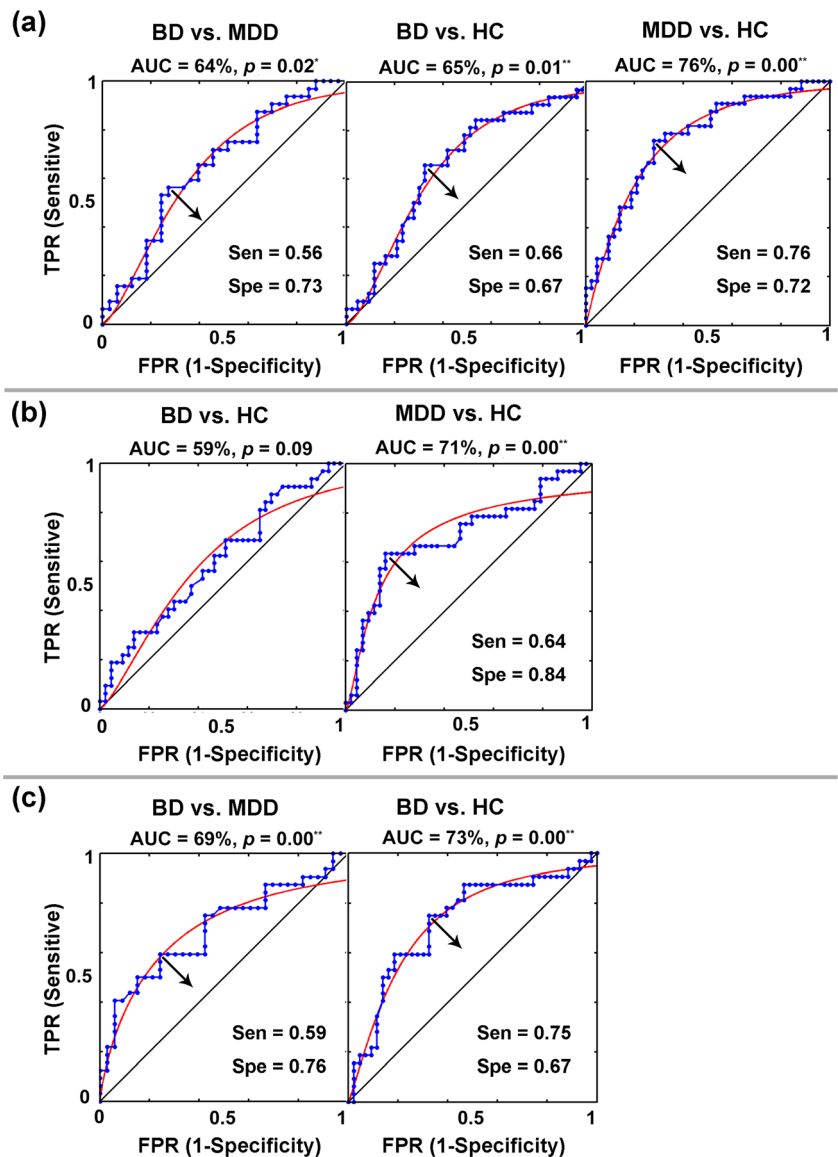 (a)
BD vs. MDD
AUC = 64%, p = 0.02*
1
0.5
0
TPR (Sensitive)
Sen = 0.56
Spe = 0.73
0
0.5
1
FPR (1-Specificity)
BD vs. HC
AUC = 65%, p = 0.01**
Sen = 0.66
Spe = 0.67
0.5
1
FPR (1-Specificity)
MDD vs. HC
AUC = 76%, p = 0.00**
Sen = 0.76
Spe = 0.72
0.5
1
FPR (1-Specificity)
(b)
BD vs. HC
AUC = 59%, p = 0.09
1
0.5
0
TPR (Sensitive)
0
0.5
1
FPR (1-Specificity)
MDD vs. HC
AUC = 71%, p = 0.00**
Sen = 0.64
Spe = 0.84
0.5
1
FPR (1-Specificity)
(c)
BD vs. MDD
AUC = 69%, p = 0.00**
1
0.5
0
TPR (Sensitive)
Sen = 0.59
Spe = 0.76
0
0.5
1
FPR (1-Specificity)
BD vs. HC
AUC = 73%, p = 0.00**
Sen = 0.75
Spe = 0.67
0.5
1
FPR (1-Specificity)